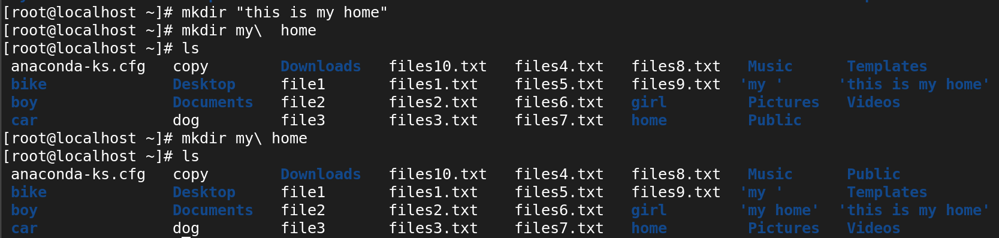 [root@localhost ~]# mkdir "this is my home"
[root@localhost ~]# mkdir my\  home
[root@localhost ~]# ls
 anaconda-ks.cfg   copy        Downloads   files10.txt   files4.txt   files8.txt   Music      Templates
 bike              Desktop     file1       files1.txt    files5.txt   files9.txt  'my '      'this is my home'
 boy               Documents   file2       files2.txt    files6.txt   girl         Pictures   Videos
 car               dog         file3       files3.txt    files7.txt   home         Public
[root@localhost ~]# mkdir my\ home
[root@localhost ~]# ls
 anaconda-ks.cfg   copy        Downloads   files10.txt   files4.txt   files8.txt   Music      Public
 bike              Desktop     file1       files1.txt    files5.txt   files9.txt  'my '       Templates
 boy               Documents   file2       files2.txt    files6.txt   girl        'my home'  'this is my home'
 car               dog         file3       files3.txt    files7.txt   home         Pictures   Videos